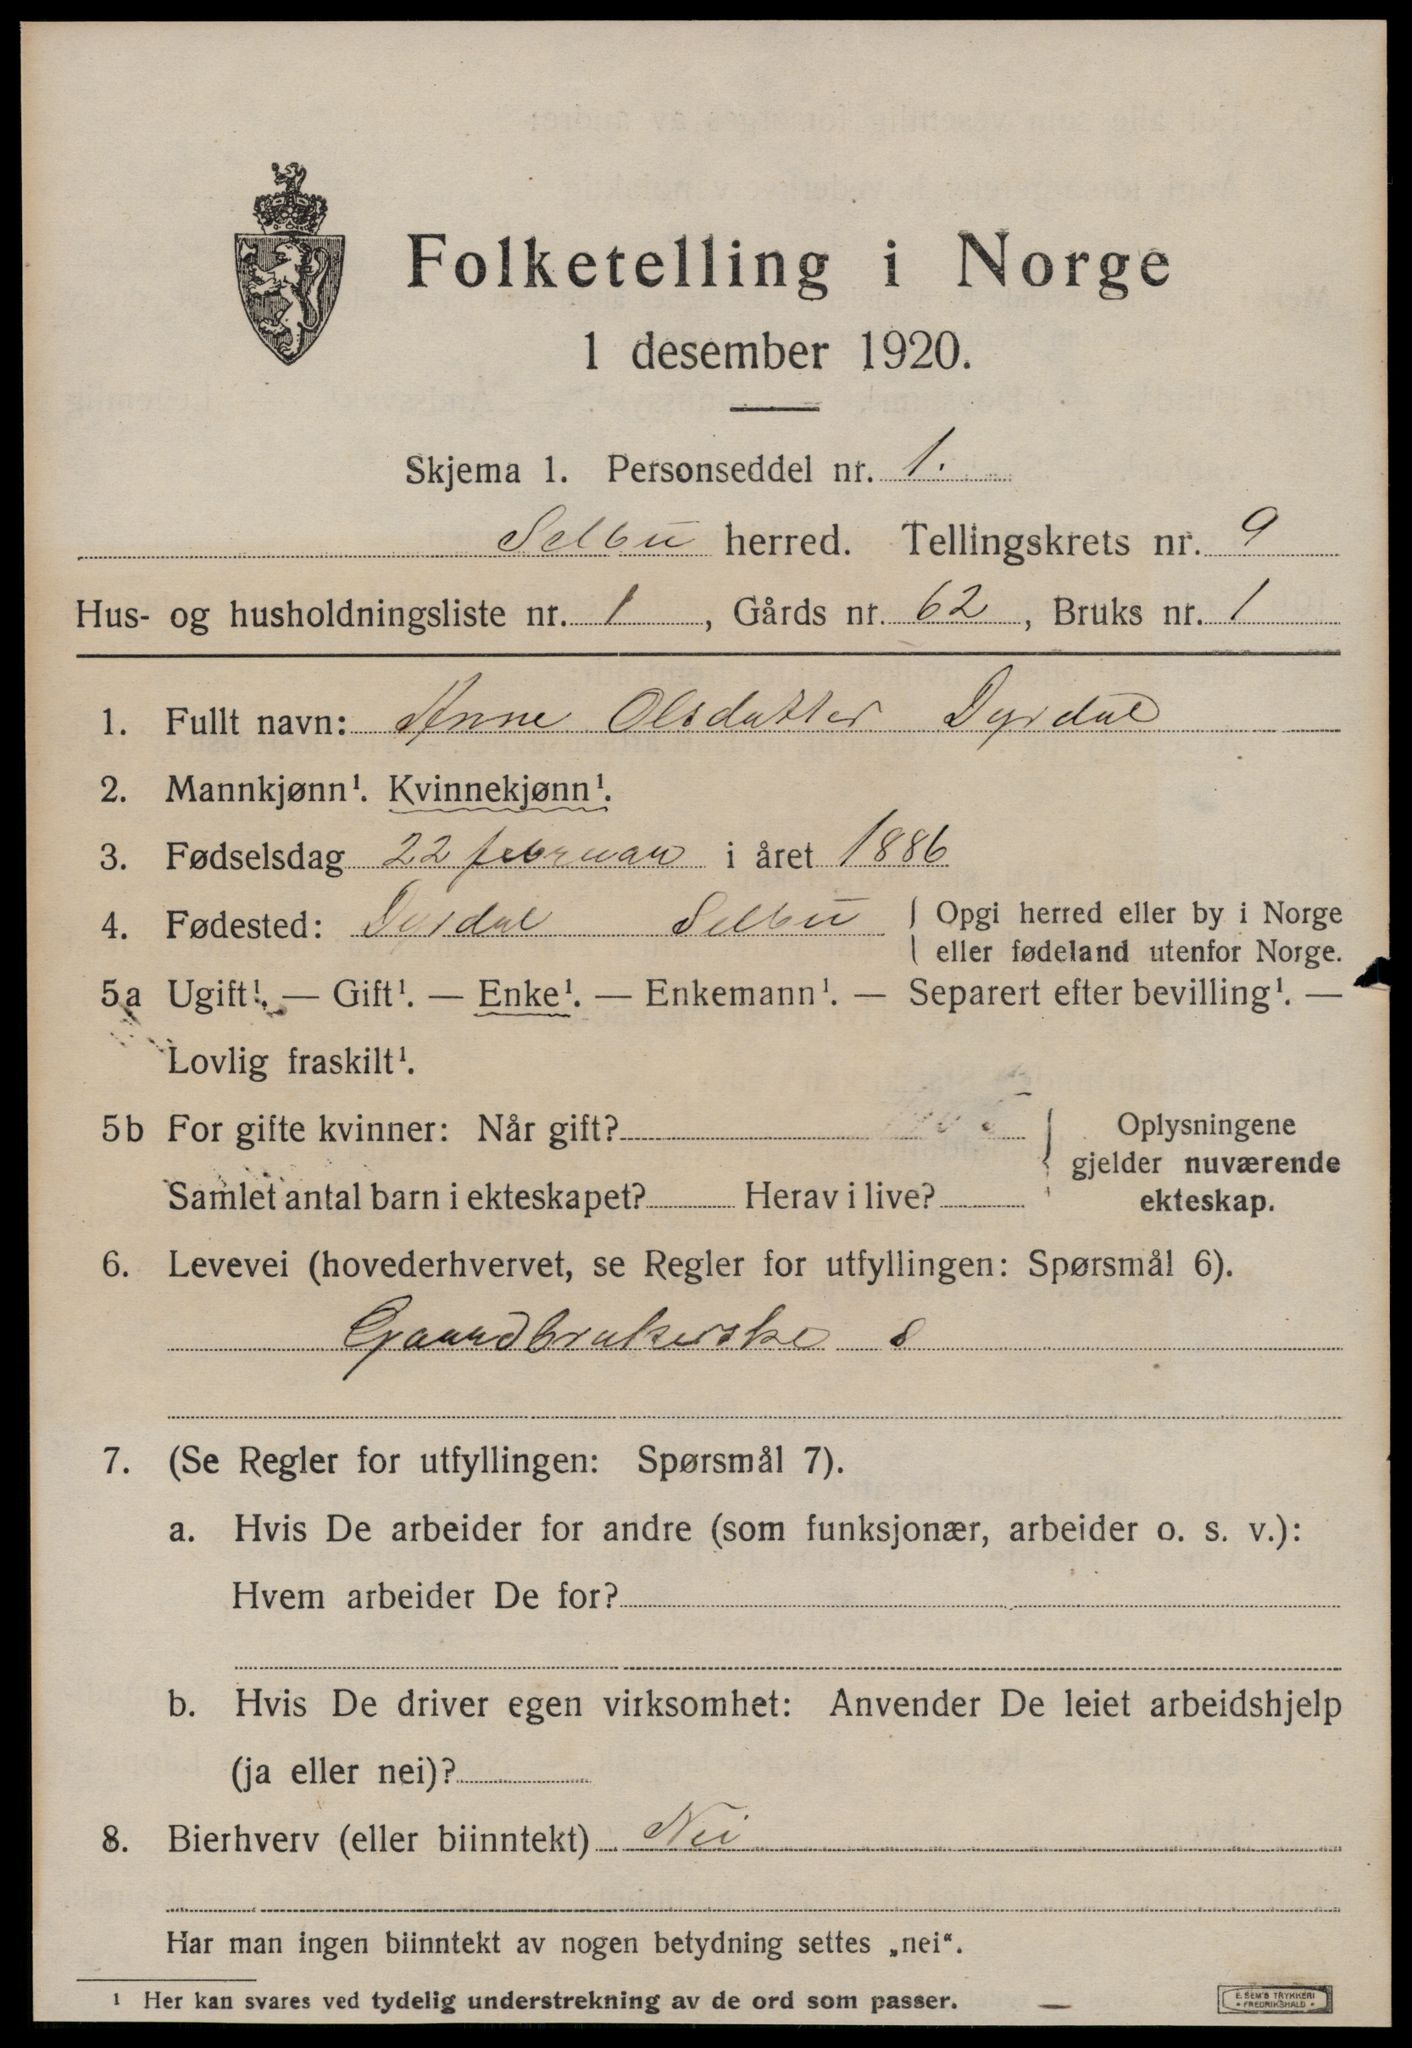 Folketelling i Norge
1 desember 1920.
Skjema 1. Personseddel nr. 1.
Selbu herred. Tellingskrets nr. 9
Hus- og husholdningsliste nr. 1, Gårds nr. 62, Bruks nr. 1
1. Fullt navn: Anne Olsdatter Dyrdal
2. Mannkjønn¹. Kvinnekjønn¹.
3. Fødselsdag 22 februar i året 1886
4. Fødested: Dyrdal Selbu { Opgi herred eller by i Norge
eller fødeland utenfor Norge.
5a Ugift¹. — Gift¹. — Enke¹. — Enkemann¹. — Separert efter bevilling¹. —
Lovlig fraskilt¹.
5b For gifte kvinner: Når gift?
Samlet antal barn i ekteskapet? Herav i live?
Oplysningene
gjelder nuværende
ekteskap.
6. Levevei (hovederhvervet, se Regler for utfyllingen: Spørsmål 6).
Gaardbrukerske s
7. (Se Regler for utfyllingen: Spørsmål 7).
a. Hvis De arbeider for andre (som funksjonær, arbeider o. s. v.):
Hvem arbeider De for?
b. Hvis De driver egen virksomhet: Anvender De leiet arbeidshjelp
(ja eller nei)?
8. Bierhverv (eller biinntekt) Nei
Har man ingen biinntekt av nogen betydning settes „nei“.
¹ Her kan svares ved tydelig understrekning av de ord som passer.
E. SEM'S TRYKKERI
• FREDRIKSHALD •